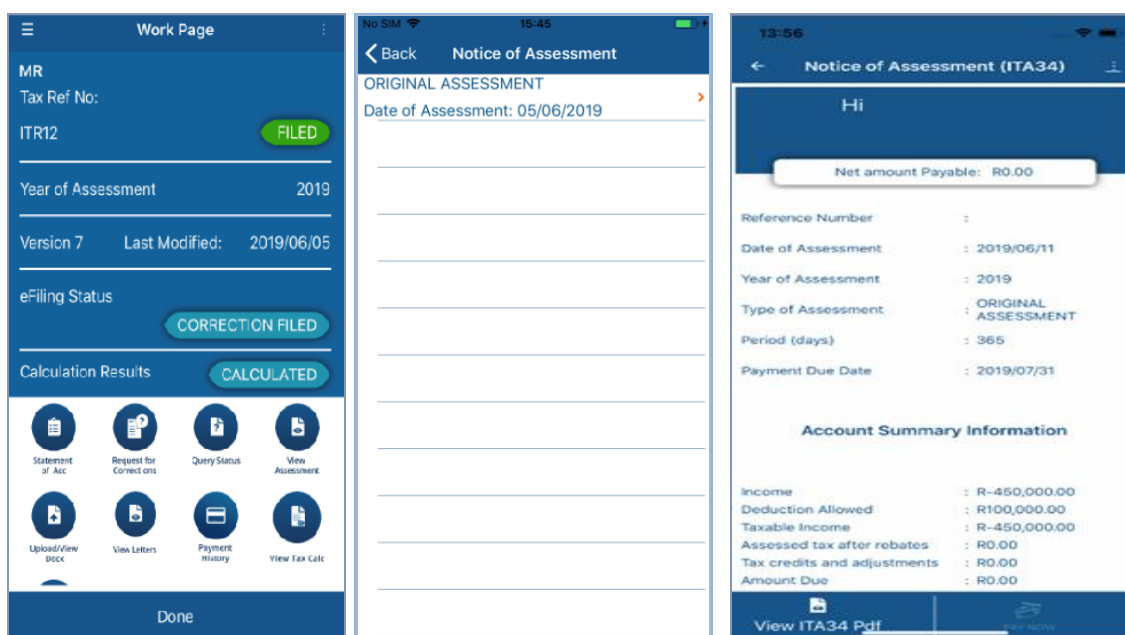 Work Page
MR
Tax Ref No:
ITR12 FILED
Year of Assessment 2019
Version 7 Last Modified: 2019/06/05
eFiling Status
CORRECTION FILED
Calculation Results CALCULATED
Statement of Acc
Request for Corrections
Query Status
View Assessment
Upload/View Docs
View Letters
Payment History
View Tax Calc
Done
No SIM 15:45
Back Notice of Assessment
ORIGINAL ASSESSMENT
Date of Assessment: 05/06/2019
13:56
Notice of Assessment (ITA34)
Hi
Net amount Payable: R0.00
Reference Number :
Date of Assessment : 2019/06/11
Year of Assessment : 2019
Type of Assessment : ORIGINAL ASSESSMENT
Period (days) : 365
Payment Due Date : 2019/07/31
Account Summary Information
Income : R-450,000.00
Deduction Allowed : R100,000.00
Taxable Income : R-450,000.00
Assessed tax after rebates : R0.00
Tax credits and adjustments : R0.00
Amount Due : R0.00
View ITA34 Pdf
PAY NOW